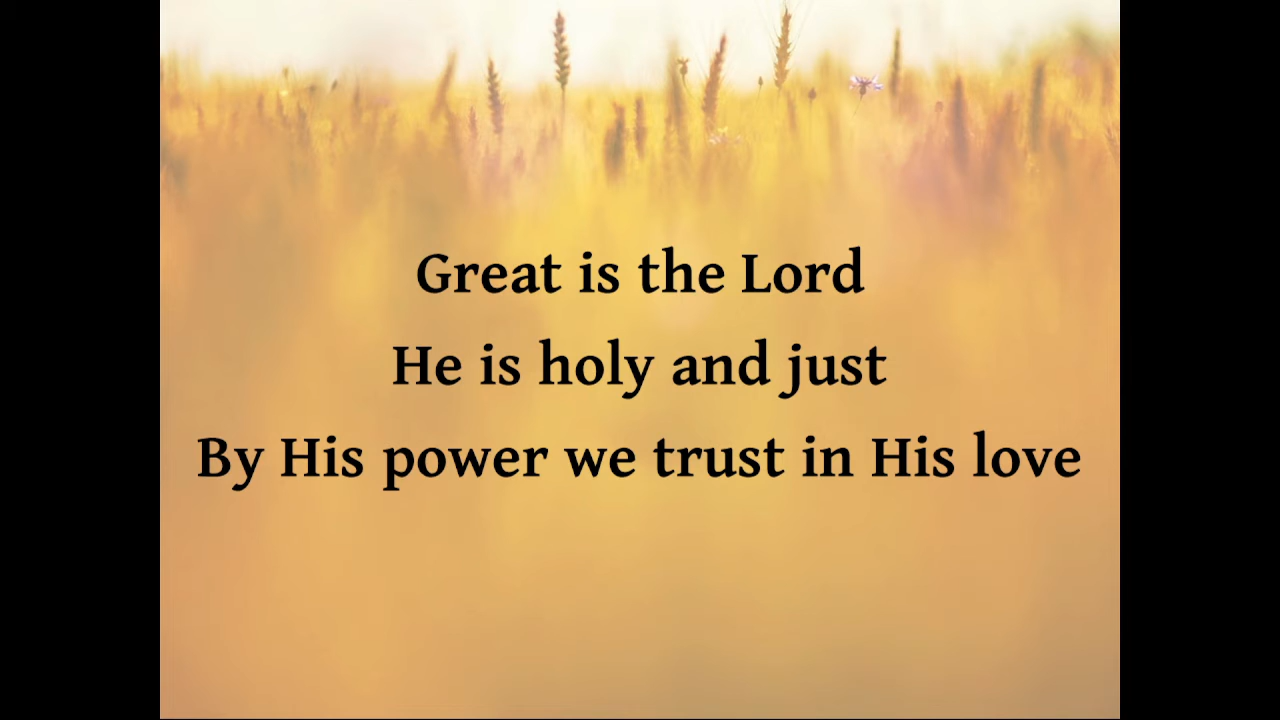 Great is the Lord
He is holy and just
By His power we trust in His love